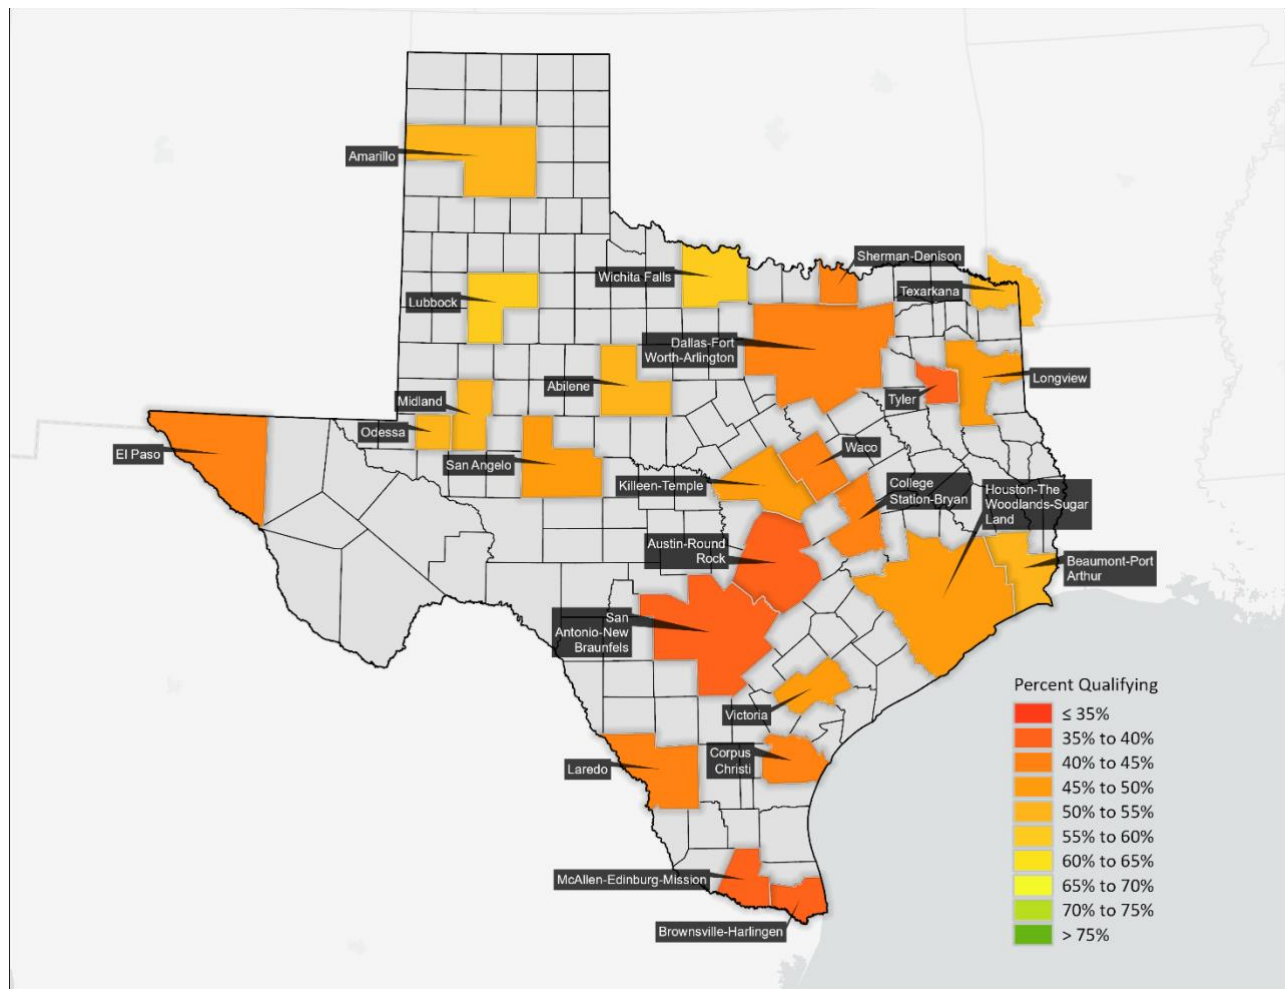 Amarillo
Sherman-Denison
Wichita Falls
Texarkana
Lubbock
Dallas-Fort
Worth-Arlington
Longview
Abilene
Tyler
Midland
Odessa
El Paso
San Angelo
Waco
Killeen-Temple
College
Station-Bryan
Houston-The
Woodlands-Sugar
Land
Austin-Round
Rock
Beaumont-Port
Arthur
San
Antonio-New
Braunfels
Victoria
Corpus
Christi
Laredo
McAllen-Edinburg-Mission
Brownsville-Harlingen
Percent Qualifying
≤ 35%
35% to 40%
40% to 45%
45% to 50%
50% to 55%
55% to 60%
60% to 65%
65% to 70%
70% to 75%
> 75%